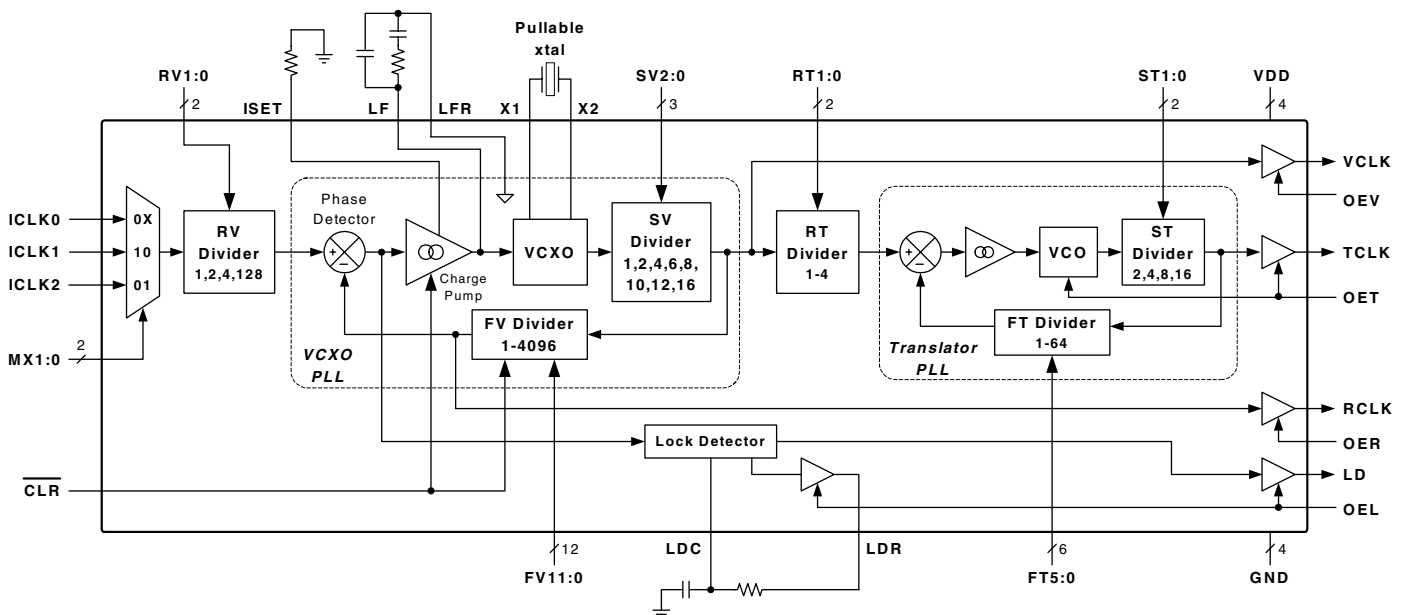 Pullable
xtal
RV1:0
SV2:0
RT1:0
ST1:0
VDD
2
ISET
LF
LFR
X1
X2
3
2
2
4
VCLK
OEV
ICLK0
ICLK1
ICLK2
0X
10
01
MX1:0
2
RV
Divider
1,2,4,128
Phase
Detector
+
−
Charge
Pump
VCXO
SV
Divider
1,2,4,6,8,
10,12,16
FV Divider
1-4096
VCXO
PLL
RT
Divider
1-4
+
−
VCO
ST
Divider
2,4,8,16
FT Divider
1-64
Translator
PLL
TCLK
OET
RCLK
OER
Lock Detector
LD
OEL
CLR
12
FV11:0
LDC
LDR
6
FT5:0
4
GND